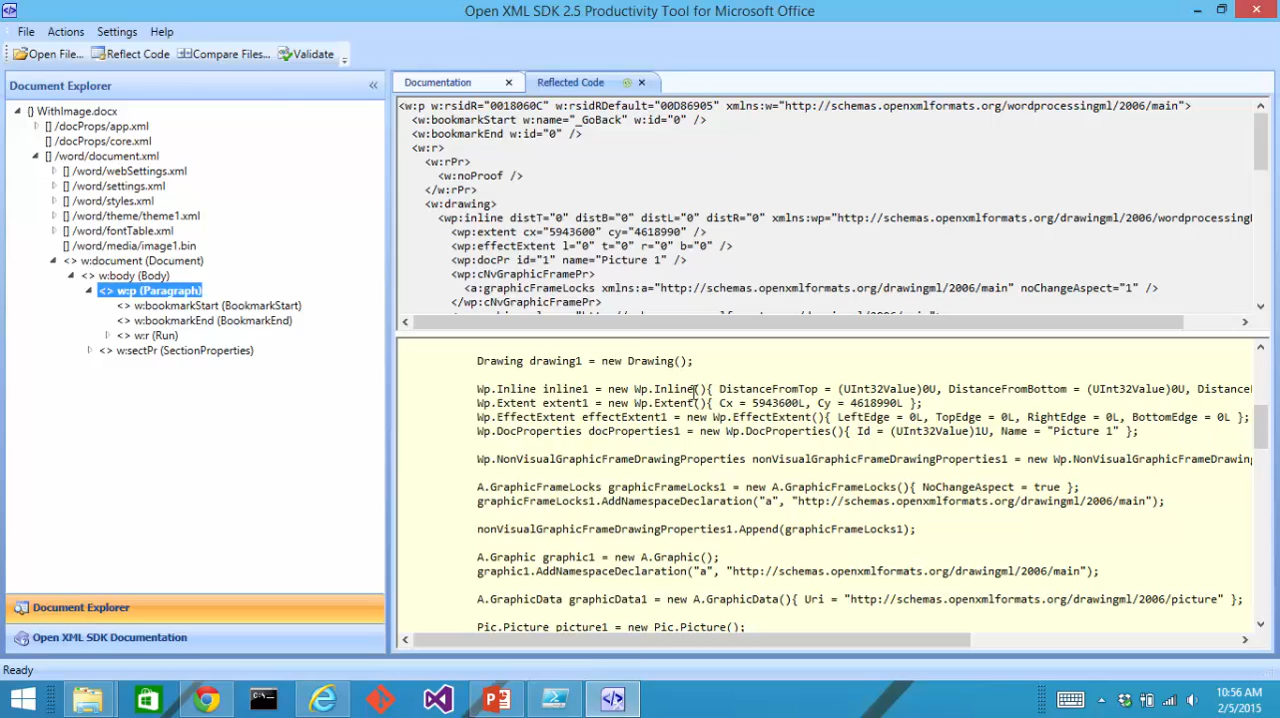 Open XML SDK 2.5 Productivity Tool for Microsoft Office
File Actions Settings Help
Open File... Reflect Code Compare Files... Validate
Document Explorer
WithImage.docx
/docProps/app.xml
/docProps/core.xml
/word/document.xml
/word/webSettings.xml
/word/settings.xml
/word/styles.xml
/word/theme/theme1.xml
/word/fontTable.xml
/word/media/image1.bin
<> w:document (Document)
<> w:body (Body)
<> w:p (Paragraph)
<> w:bookmarkStart (BookmarkStart)
<> w:bookmarkEnd (BookmarkEnd)
<> w:r (Run)
<> w:sectPr (SectionProperties)
Document Explorer
Open XML SDK Documentation
Documentation
Reflected Code
<w:p w:rsidR="0018060C" w:rsidRDefault="00D86905" xmlns:w="http://schemas.openxmlformats.org/wordprocessingml/2006/main">
<w:bookmarkStart w:name="_GoBack" w:id="0" />
<w:bookmarkEnd w:id="0" />
<w:r>
<w:rPr>
<w:noProof />
</w:rPr>
<w:drawing>
<wp:inline distT="0" distB="0" distL="0" distR="0" xmlns:wp="http://schemas.openxmlformats.org/drawingml/2006/wordprocessing
<wp:extent cx="5943600" cy="4618990" />
<wp:effectExtent l="0" t="0" r="0" b="0" />
<wp:docPr id="1" name="Picture 1" />
<wp:cNvGraphicFramePr>
<a:graphicFrameLocks xmlns:a="http://schemas.openxmlformats.org/drawingml/2006/main" noChangeAspect="1" />
</wp:cNvGraphicFramePr>
Drawing drawing1 = new Drawing();
Wp.Inline inline1 = new Wp.Inline(){ DistanceFromTop = (UInt32Value)0U, DistanceFromBottom = (UInt32Value)0U, Distance
Wp.Extent extent1 = new Wp.Extent(){ Cx = 5943600L, Cy = 4618990L };
Wp.EffectExtent effectExtent1 = new Wp.EffectExtent(){ LeftEdge = 0L, TopEdge = 0L, RightEdge = 0L, BottomEdge = 0L };
Wp.DocProperties docProperties1 = new Wp.DocProperties(){ Id = (UInt32Value)1U, Name = "Picture 1" };
Wp.NonVisualGraphicFrameDrawingProperties nonVisualGraphicFrameDrawingProperties1 = new Wp.NonVisualGraphicFrameDrawing
A.GraphicFrameLocks graphicFrameLocks1 = new A.GraphicFrameLocks(){ NoChangeAspect = true };
graphicFrameLocks1.AddNamespaceDeclaration("a", "http://schemas.openxmlformats.org/drawingml/2006/main");
nonVisualGraphicFrameDrawingProperties1.Append(graphicFrameLocks1);
A.Graphic graphic1 = new A.Graphic();
graphic1.AddNamespaceDeclaration("a", "http://schemas.openxmlformats.org/drawingml/2006/main");
A.GraphicData graphicData1 = new A.GraphicData(){ Uri = "http://schemas.openxmlformats.org/drawingml/2006/picture" };
Pic.Picture picture1 = new Pic.Picture();
Ready
10:56 AM
2/5/2015